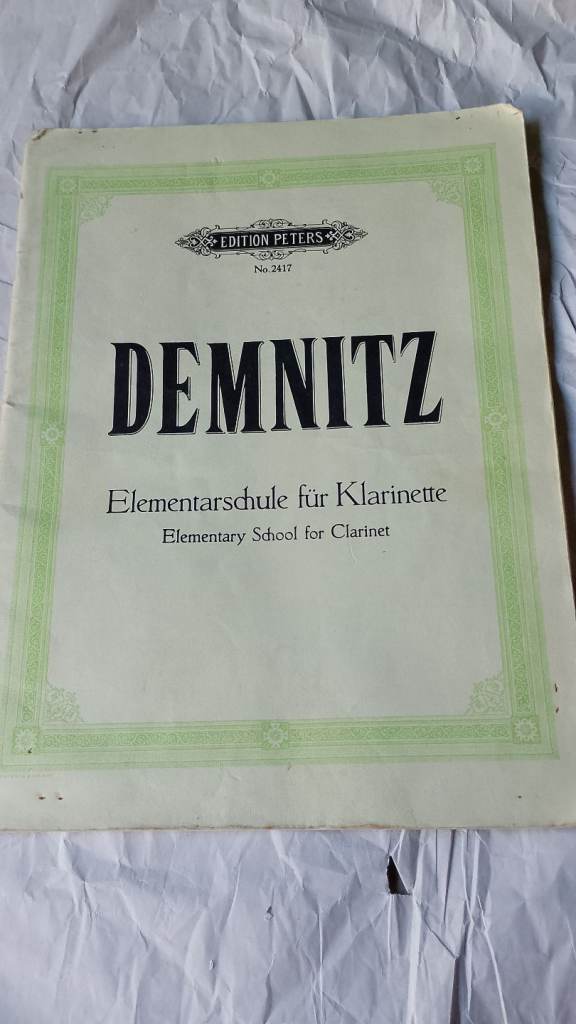 EDITION PETERS
No. 2417
DEMNITZ
Elementarschule für Klarinette
Elementary School for Clarinet